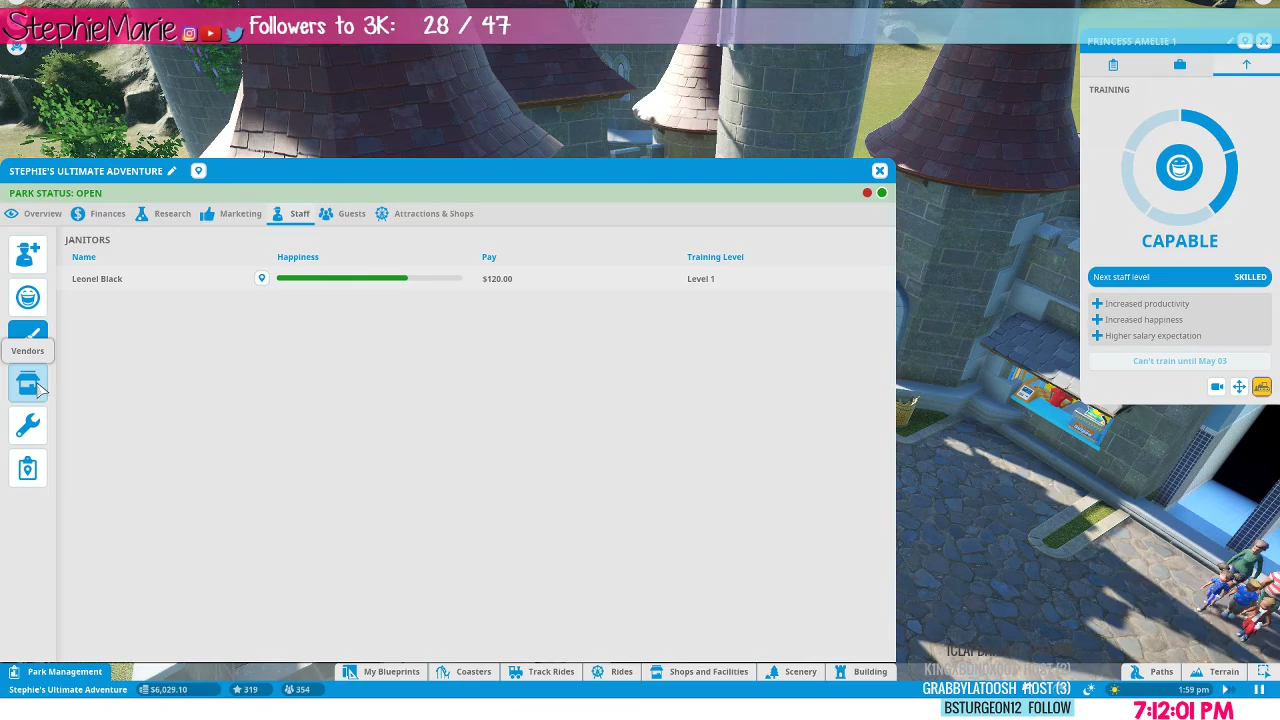 StephieMarie Followers to 3K: 28 / 47
PRINCESS AMELIE 1
TRAINING
CAPABLE
Next staff level SKILLED
Increased productivity
Increased happiness
Higher salary expectation
Can't train until May 03
STEPHIE'S ULTIMATE ADVENTURE
PARK STATUS: OPEN
Overview Finances Research Marketing Staff Guests Attractions & Shops
JANITORS
Name Happiness Pay Training Level
Leonel Black $120.00 Level 1
Vendors
Park Management My Blueprints Coasters Track Rides Rides Shops and Facilities Scenery Building Paths Terrain
Stephie's Ultimate Adventure $6,029.10 319 354 1:59 pm
GRABBYLATOOSH HOST (3)
BSTURGEON12 FOLLOW
7:12:01 PM